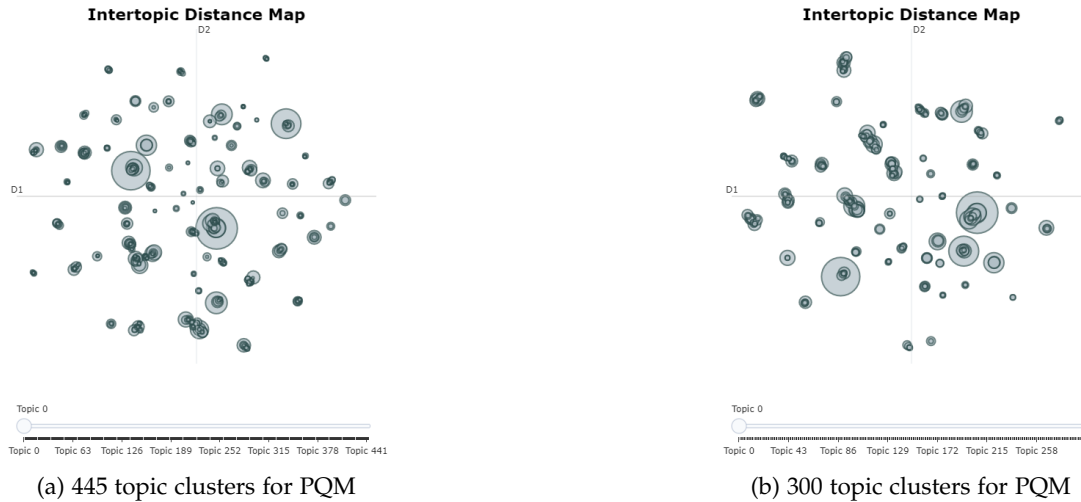 Intertopic Distance Map
D2
D1
Topic 0
Topic 0 Topic 63 Topic 126 Topic 189 Topic 252 Topic 315 Topic 378 Topic 441
(a) 445 topic clusters for PQM
Intertopic Distance Map
D2
D1
Topic 0
Topic 0 Topic 43 Topic 86 Topic 129 Topic 172 Topic 215 Topic 258
(b) 300 topic clusters for PQM